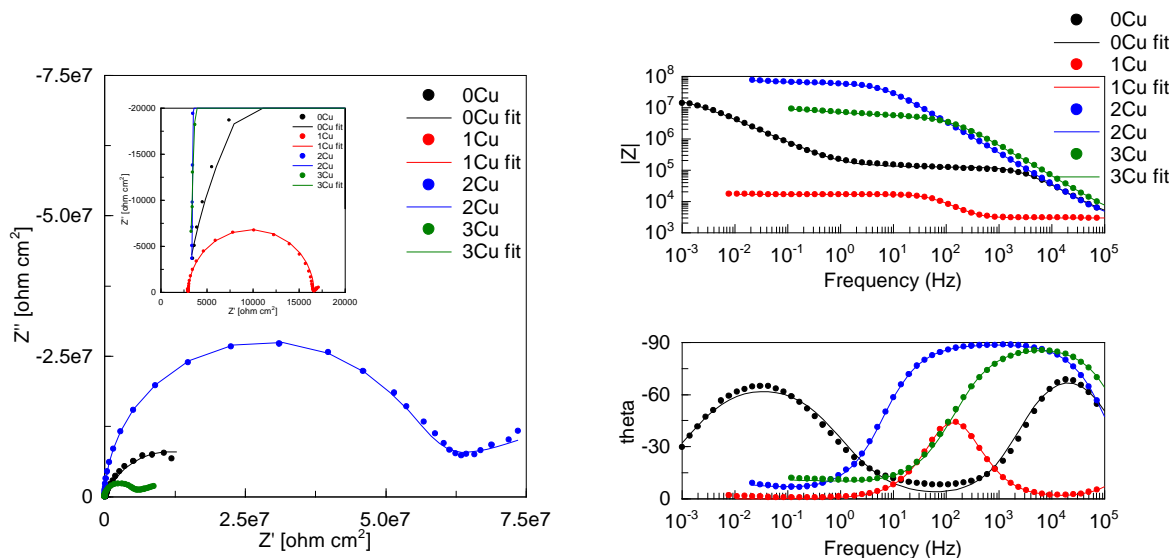 -7.5e7
-5.0e7
-2.5e7
0
0
2.5e7
5.0e7
7.5e7
Z' [ohm cm²]
Z'' [ohm cm²]
0Cu
0Cu fit
1Cu
1Cu fit
2Cu
2Cu
3Cu
3Cu fit
-20000
-15000
-10000
-5000
0
0
5000
10000
15000
20000
Z' [ohm cm²]
Z'' [ohm cm²]
0Cu
0Cu fit
1Cu
1Cu fit
2Cu
2Cu
3Cu
3Cu fit
10⁸
10⁷
10⁶
10⁵
10⁴
10³
|Z|
10⁻³ 10⁻² 10⁻¹ 10⁰ 10¹ 10² 10³ 10⁴ 10⁵
Frequency (Hz)
0Cu
0Cu fit
1Cu
1Cu fit
2Cu
2Cu
3Cu
3Cu fit
-90
-60
-30
0
theta
10⁻³ 10⁻² 10⁻¹ 10⁰ 10¹ 10² 10³ 10⁴ 10⁵
Frequency (Hz)